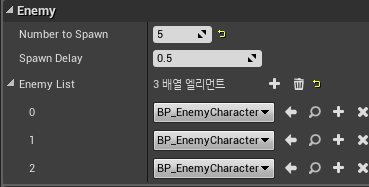 Enemy
Number to Spawn 5
Spawn Delay 0.5
Enemy List 3 배열 엘리먼트
0 BP_EnemyCharacter
1 BP_EnemyCharacter
2 BP_EnemyCharacter